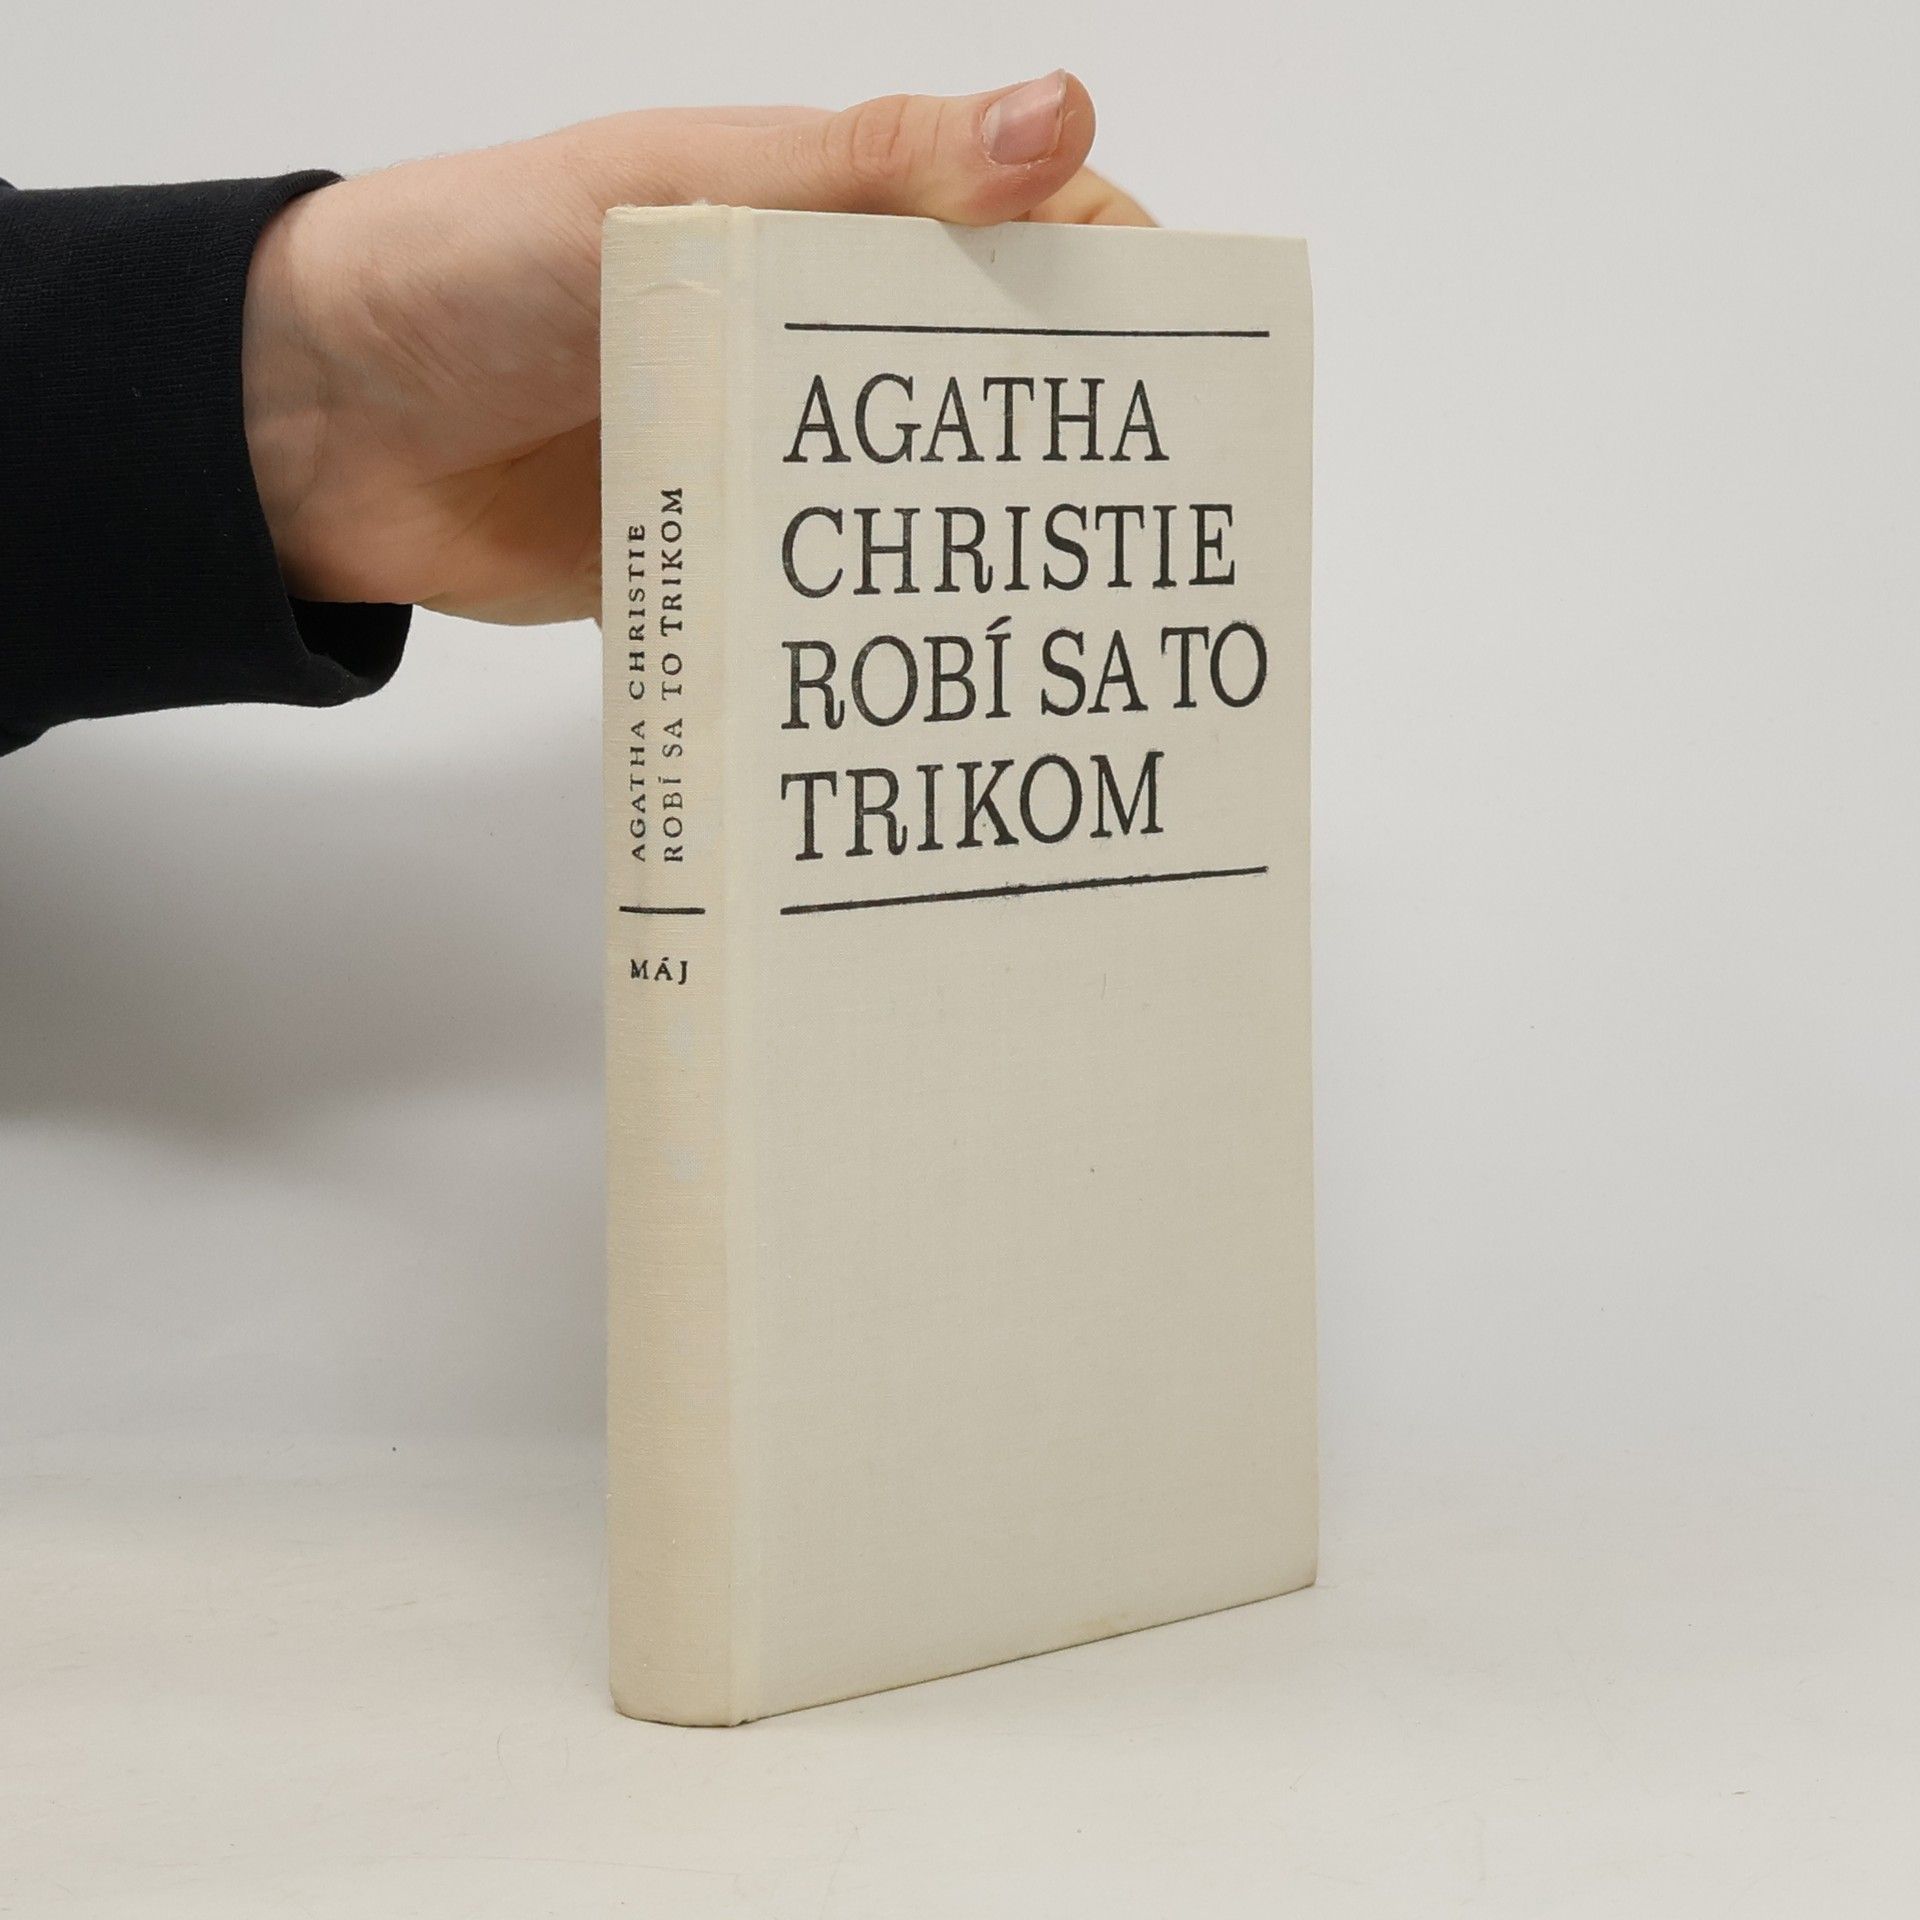 AGATHA
CHRISTIE
ROBÍ SA TO
TRIKOM
AGATHA CHRISTIE
ROBÍ SA TO TRIKOM
MÁJ